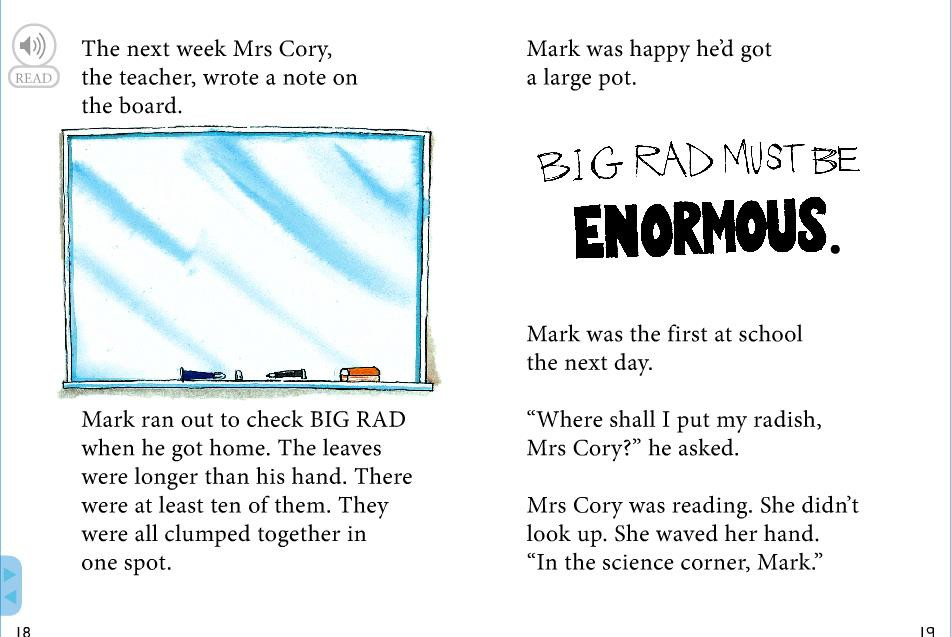 READ
The next week Mrs Cory,
the teacher, wrote a note on
the board.
Mark ran out to check BIG RAD
when he got home. The leaves
were longer than his hand. There
were at least ten of them. They
were all clumped together in
one spot.
18
Mark was happy he’d got
a large pot.
BIG RAD MUST BE
ENORMOUS.
Mark was the first at school
the next day.
“Where shall I put my radish,
Mrs Cory?” he asked.
Mrs Cory was reading. She didn’t
look up. She waved her hand.
“In the science corner, Mark.”
19